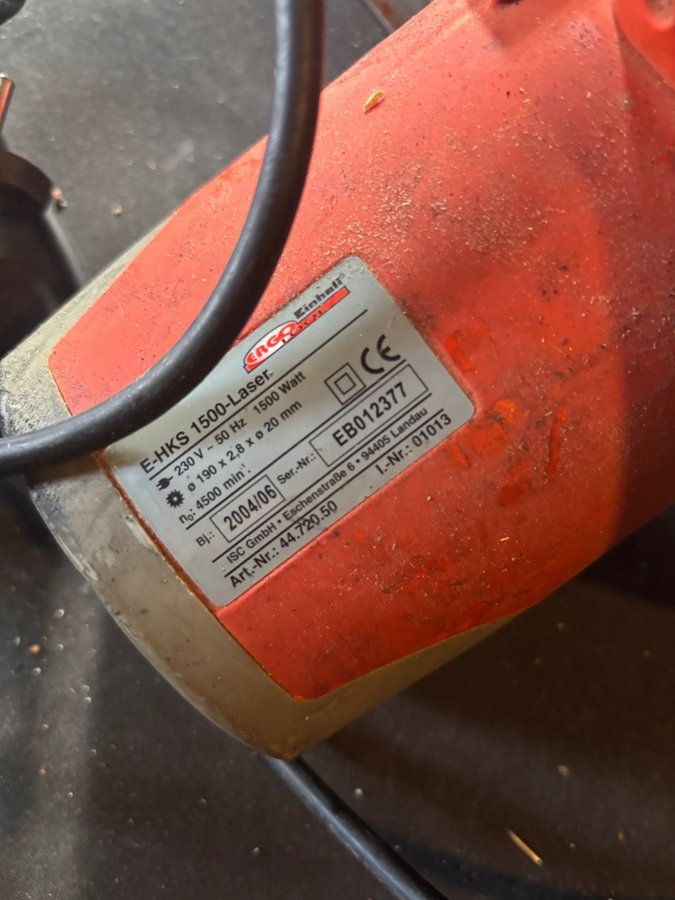 Einhell®
ERGO
E-HKS 1500-Laser
230 V ~ 50 Hz 1500 Watt
ø 190 x 2,8 x ø 20 mm
n₀: 4500 min⁻¹
CE
Bj.: 2004/06 Ser.-Nr.: EB012377
ISC GmbH • Eschenstraße 6 • 94405 Landau
Art.-Nr.: 44.720.50 I.-Nr.: 01013